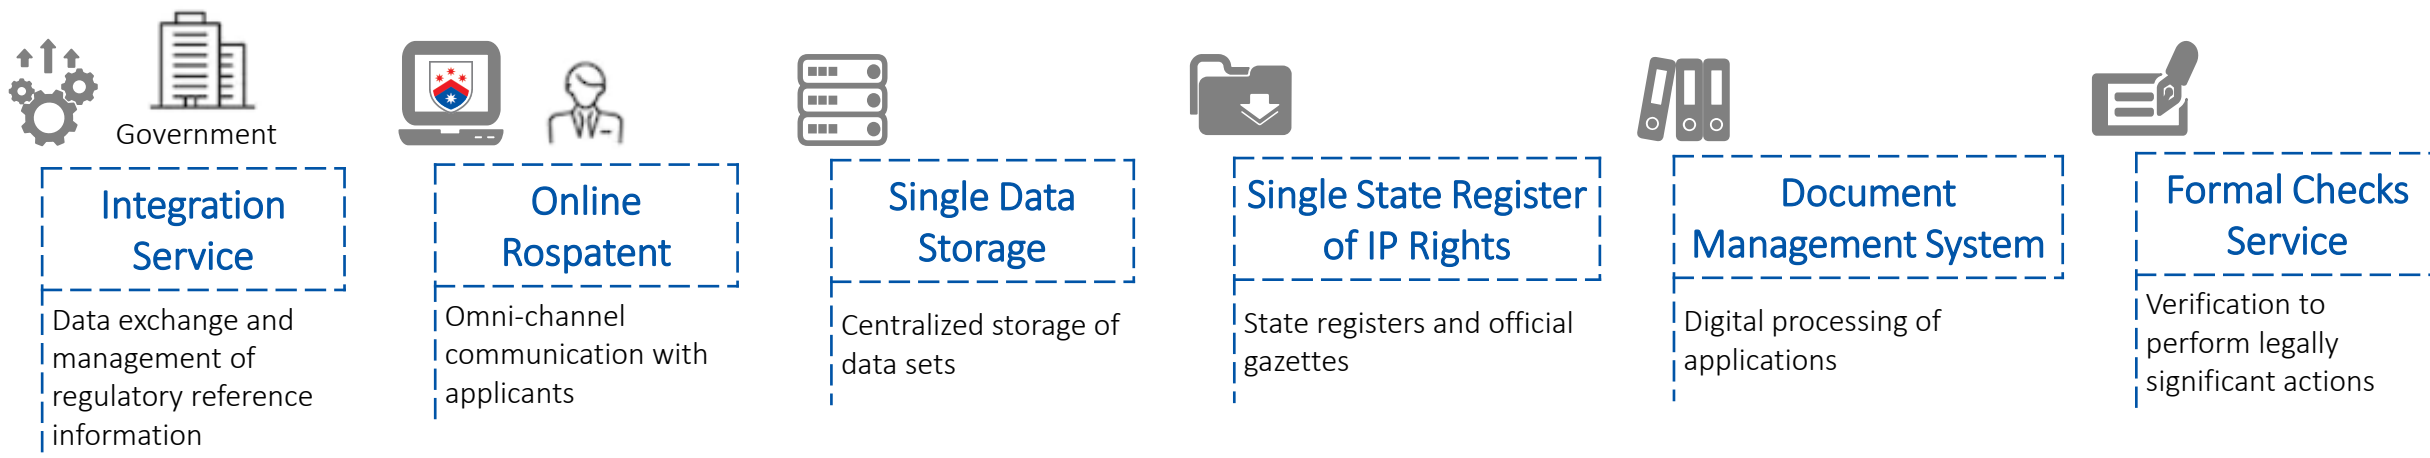 Government
Integration
Service
Data exchange and
management of
regulatory reference
information
Online
Rospatent
Omni-channel
communication with
applicants
Single Data
Storage
Centralized storage of
data sets
Single State Register
of IP Rights
State registers and official
gazettes
Document
Management System
Digital processing of
applications
Formal Checks
Service
Verification to
perform legally
significant actions